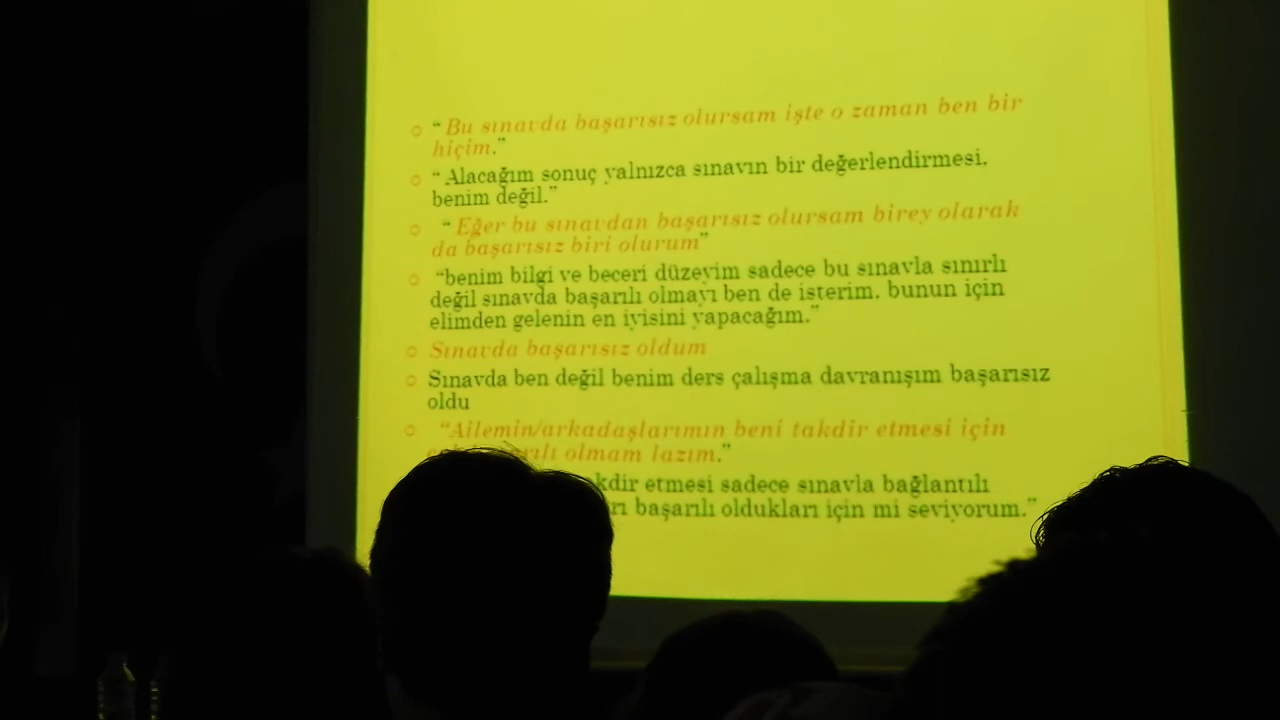 “ Bu sınavda başarısız olursam işte o zaman ben bir
hiçim.”
“ Alacağım sonuç yalnızca sınavın bir değerlendirmesi.
benim değil.”
“ Eğer bu sınavdan başarısız olursam birey olarak
da başarısız biri olurum”
“benim bilgi ve beceri düzeyim sadece bu sınavla sınırlı
değil sınavda başarılı olmayı ben de isterim. bunun için
elimden gelenin en iyisini yapacağım.”
Sınavda başarısız oldum
Sınavda ben değil benim ders çalışma davranışım başarısız
oldu
“Ailemin/arkadaşlarımın beni takdir etmesi için
olmam lazım.”
etmesi sadece sınavla bağlantılı
başarılı oldukları için mi seviyorum.”